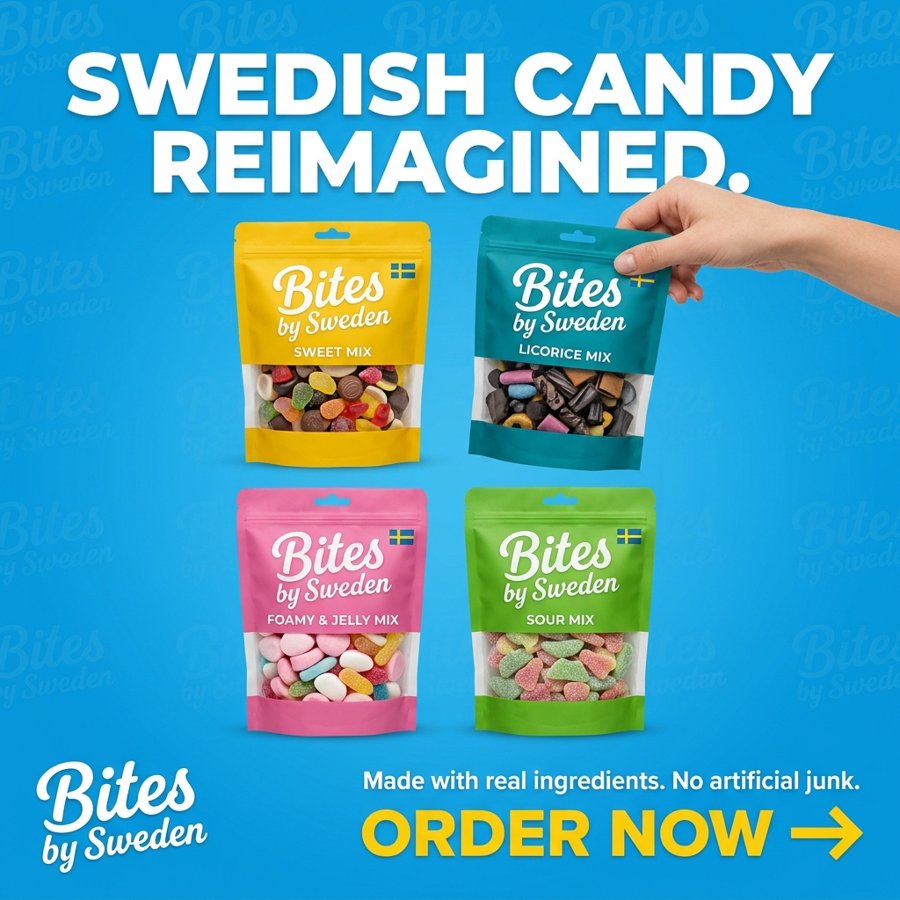 SWEDISH CANDY
REIMAGINED.
Bites
by Sweden
SWEET MIX
Bites
by Sweden
LICORICE MIX
Bites
by Sweden
FOAMY & JELLY MIX
Bites
by Sweden
SOUR MIX
Bites
by Sweden
Made with real ingredients. No artificial junk.
ORDER NOW →